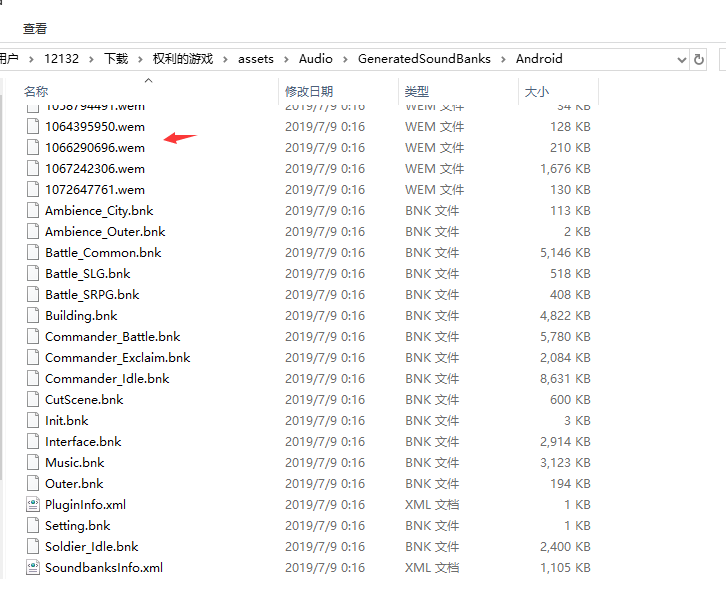 查看
用户 › 12132 › 下载 › 权利的游戏 › assets › Audio › GeneratedSoundBanks › Android
名称 修改日期 类型 大小
1058794491.wem 2019/7/9 0:16 WEM 文件 34 KB
1064395950.wem 2019/7/9 0:16 WEM 文件 128 KB
1066290696.wem 2019/7/9 0:16 WEM 文件 210 KB
1067242306.wem 2019/7/9 0:16 WEM 文件 1,676 KB
1072647761.wem 2019/7/9 0:16 WEM 文件 130 KB
Ambience_City.bnk 2019/7/9 0:16 BNK 文件 113 KB
Ambience_Outer.bnk 2019/7/9 0:16 BNK 文件 2 KB
Battle_Common.bnk 2019/7/9 0:16 BNK 文件 5,146 KB
Battle_SLG.bnk 2019/7/9 0:16 BNK 文件 518 KB
Battle_SRPG.bnk 2019/7/9 0:16 BNK 文件 408 KB
Building.bnk 2019/7/9 0:16 BNK 文件 4,822 KB
Commander_Battle.bnk 2019/7/9 0:16 BNK 文件 5,780 KB
Commander_Exclaim.bnk 2019/7/9 0:16 BNK 文件 2,084 KB
Commander_Idle.bnk 2019/7/9 0:16 BNK 文件 8,631 KB
CutScene.bnk 2019/7/9 0:16 BNK 文件 600 KB
Init.bnk 2019/7/9 0:16 BNK 文件 3 KB
Interface.bnk 2019/7/9 0:16 BNK 文件 2,914 KB
Music.bnk 2019/7/9 0:16 BNK 文件 3,123 KB
Outer.bnk 2019/7/9 0:16 BNK 文件 194 KB
PluginInfo.xml 2019/7/9 0:16 XML 文档 1 KB
Setting.bnk 2019/7/9 0:16 BNK 文件 1 KB
Soldier_Idle.bnk 2019/7/9 0:16 BNK 文件 2,400 KB
SoundbanksInfo.xml 2019/7/9 0:16 XML 文档 1,105 KB